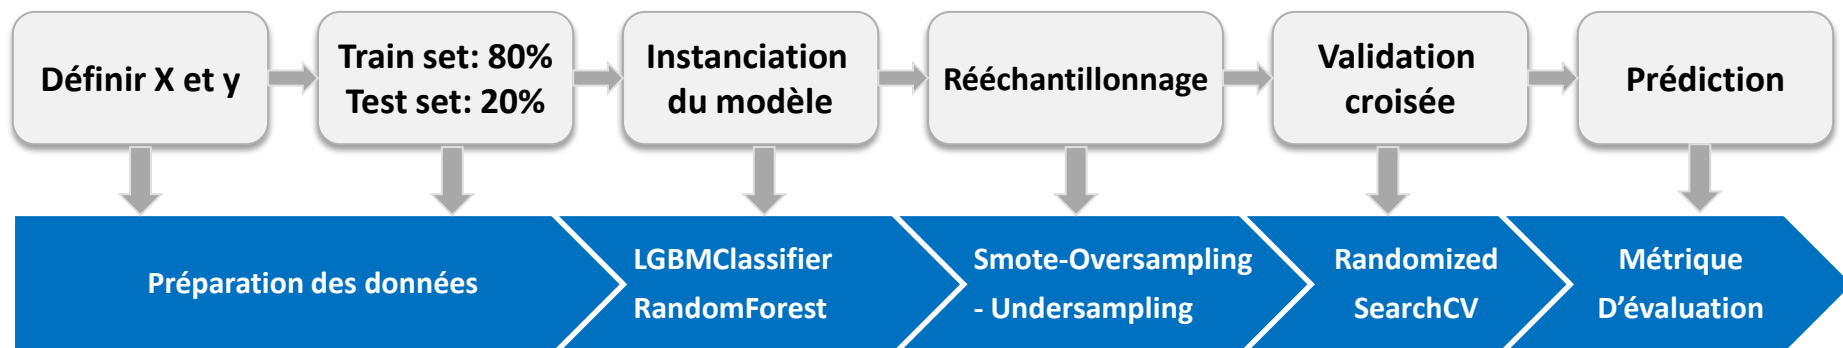 Définir X et y
Train set: 80%
Test set: 20%
Instanciation
du modèle
Rééchantillonnage
Validation
croisée
Prédiction
Préparation des données
LGBMClassifier
RandomForest
Smote-Oversampling
- Undersampling
Randomized
SearchCV
Métrique
D’évaluation